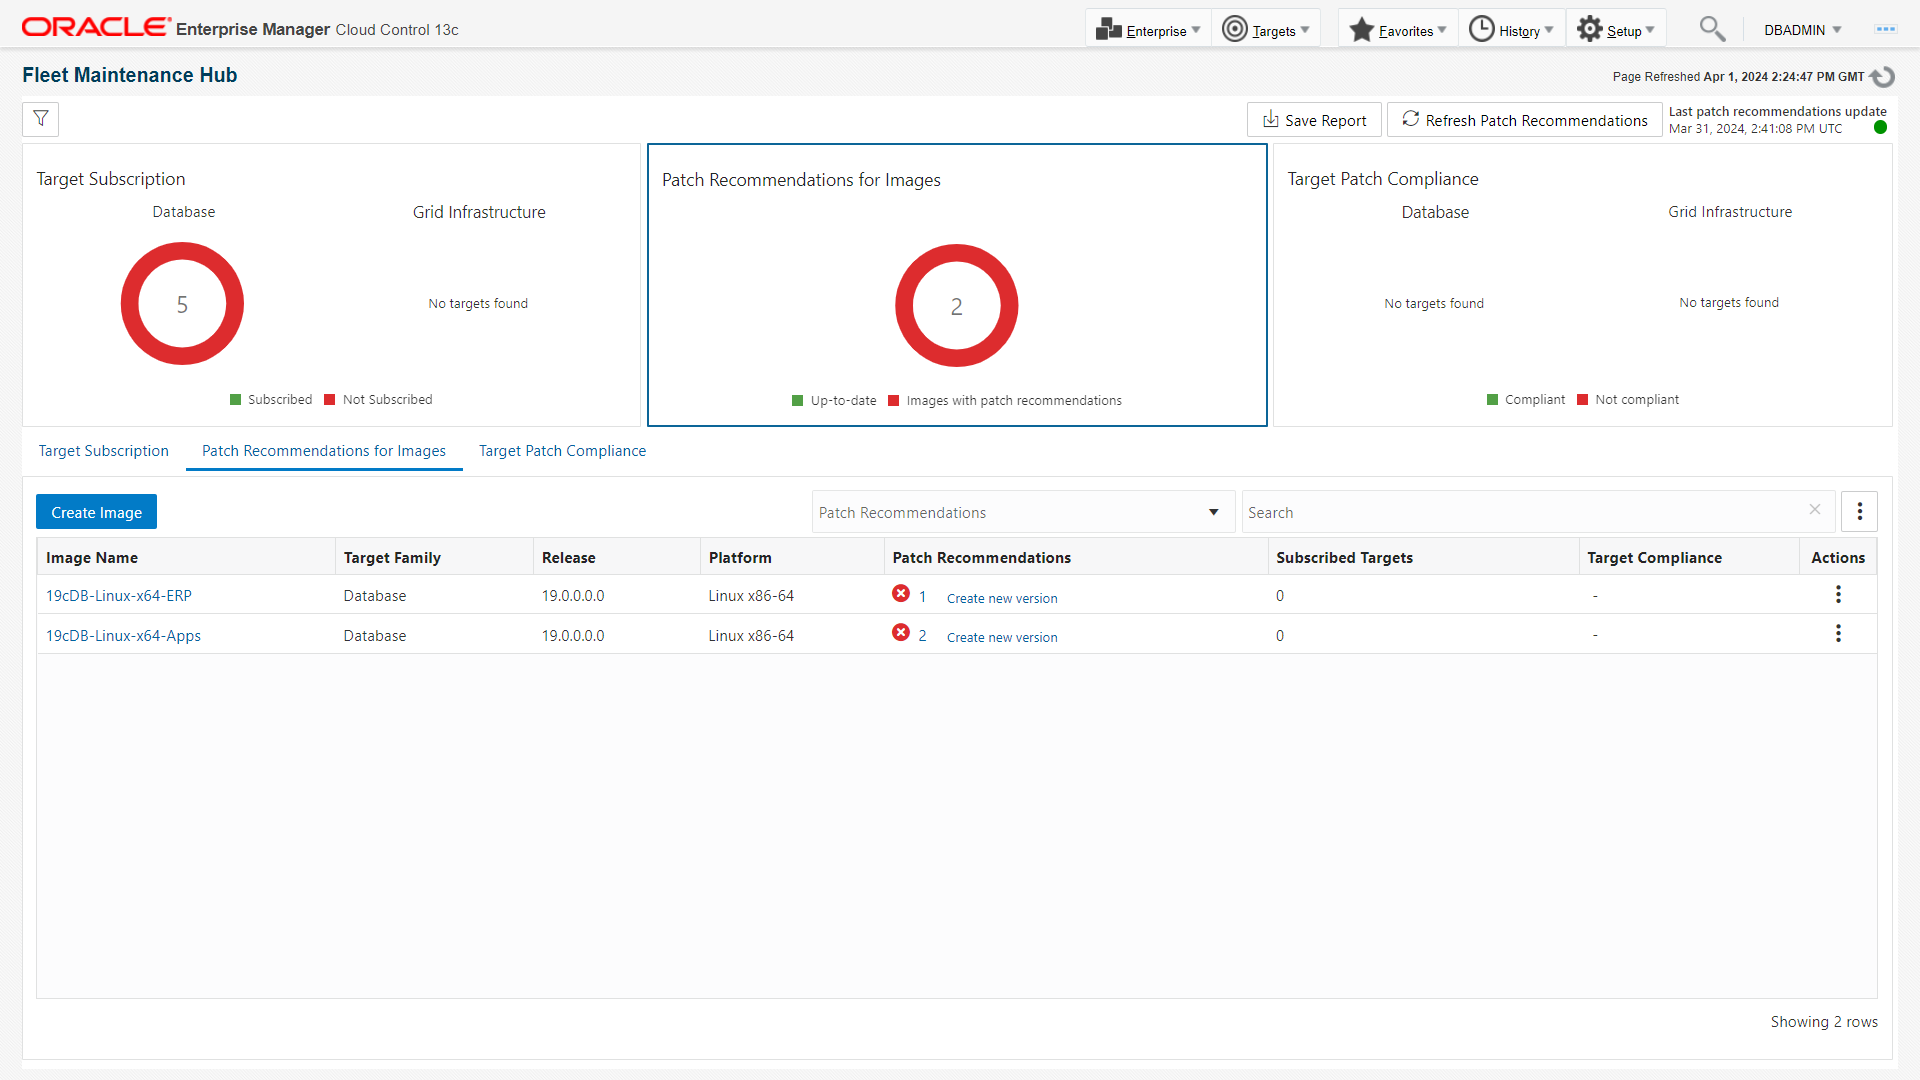 ORACLE Enterprise Manager Cloud Control 13c
Enterprise
Targets
Favorites
History
Setup
DBADMIN
Fleet Maintenance Hub
Page Refreshed Apr 1, 2024 2:24:47 PM GMT
Save Report
Refresh Patch Recommendations
Last patch recommendations update
Mar 31, 2024, 2:41:08 PM UTC
Target Subscription
Database
Grid Infrastructure
5
No targets found
Subscribed
Not Subscribed
Patch Recommendations for Images
2
Up-to-date
Images with patch recommendations
Target Patch Compliance
Database
Grid Infrastructure
No targets found
No targets found
Compliant
Not compliant
Target Subscription
Patch Recommendations for Images
Target Patch Compliance
Create Image
Patch Recommendations
Search
Image Name Target Family Release Platform Patch Recommendations Subscribed Targets Target Compliance Actions
19cDB-Linux-x64-ERP Database 19.0.0.0.0 Linux x86-64 1 Create new version 0 -
19cDB-Linux-x64-Apps Database 19.0.0.0.0 Linux x86-64 2 Create new version 0 -
Showing 2 rows